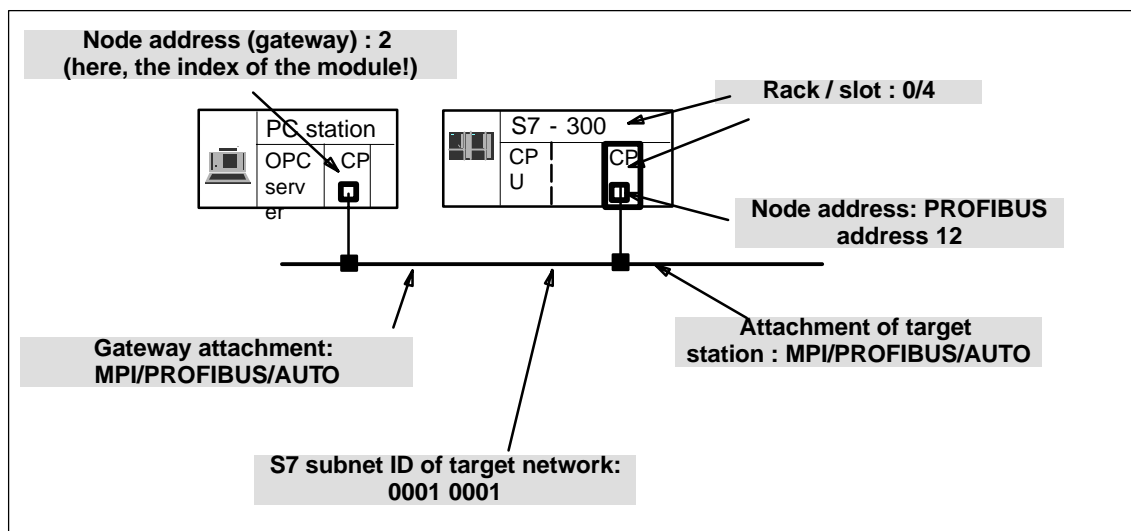 Node address (gateway) : 2
(here, the index of the module!)
Rack / slot : 0/4
PC station
OPC
serv
er
CP
S7 - 300
CP
U
CP
Node address: PROFIBUS
address 12
Gateway attachment:
MPI/PROFIBUS/AUTO
Attachment of target
station : MPI/PROFIBUS/AUTO
S7 subnet ID of target network:
0001 0001